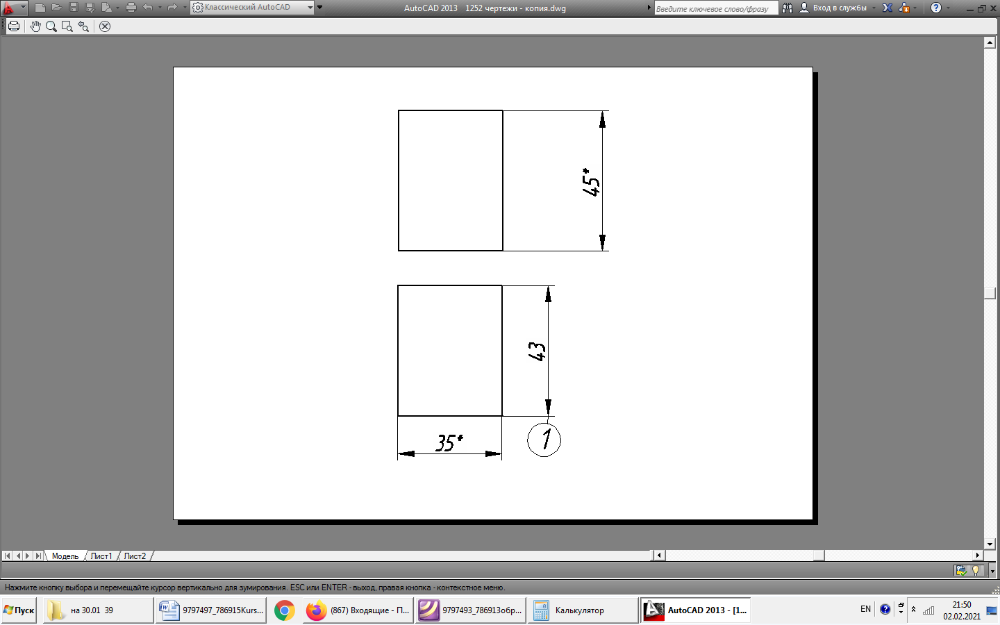 Классический AutoCAD
AutoCAD 2013 1252 чертежи - копия.dwg
Введите ключевое слово/фразу
Вход в службы
45*
43
35*
1
Модель
Лист1
Лист2
Нажмите кнопку выбора и перемещайте курсор вертикально для зумирования. ESC или ENTER - выход, правая кнопка - контекстное меню.
Пуск
на 30.01 39
9797497_786915Kurs...
(867) Входящие - П...
9797493_786913обр...
Калькулятор
AutoCAD 2013 - [1...
EN
21:50
02.02.2021